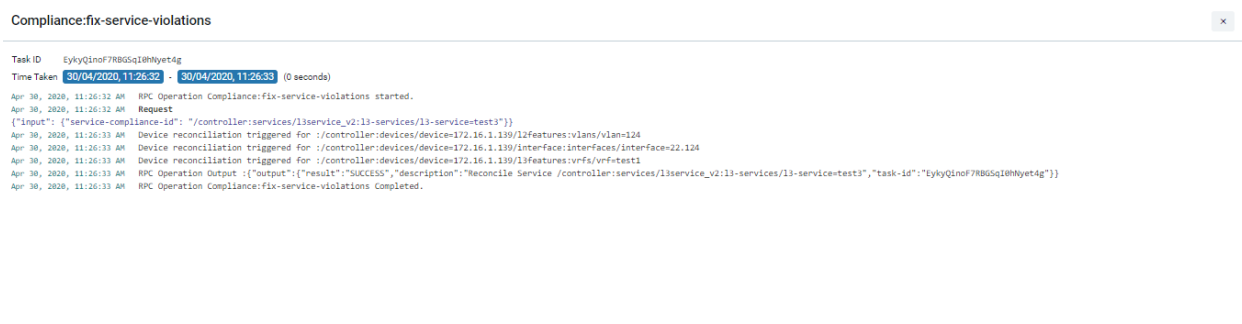 Compliance:fix-service-violations
×
Task ID EykyQinoF7RBGSqI0hNyet4g
Time Taken 30/04/2020, 11:26:32 - 30/04/2020, 11:26:33 (0 seconds)
Apr 30, 2020, 11:26:32 AM RPC Operation Compliance:fix-service-violations started.
Apr 30, 2020, 11:26:32 AM Request
{"input": {"service-compliance-id": "/controller:services/l3service_v2:l3-services/l3-service=test3"}}
Apr 30, 2020, 11:26:33 AM Device reconciliation triggered for :/controller:devices/device=172.16.1.139/l2features:vlans/vlan=124
Apr 30, 2020, 11:26:33 AM Device reconciliation triggered for :/controller:devices/device=172.16.1.139/interface:interfaces/interface=22.124
Apr 30, 2020, 11:26:33 AM Device reconciliation triggered for :/controller:devices/device=172.16.1.139/l3features:vrfs/vrf=test1
Apr 30, 2020, 11:26:33 AM RPC Operation Output :{"output":{"result":"SUCCESS","description":"Reconcile Service /controller:services/l3service_v2:l3-services/l3-service=test3","task-id":"EykyQinoF7RBGSqI0hNyet4g"}}
Apr 30, 2020, 11:26:33 AM RPC Operation Compliance:fix-service-violations Completed.